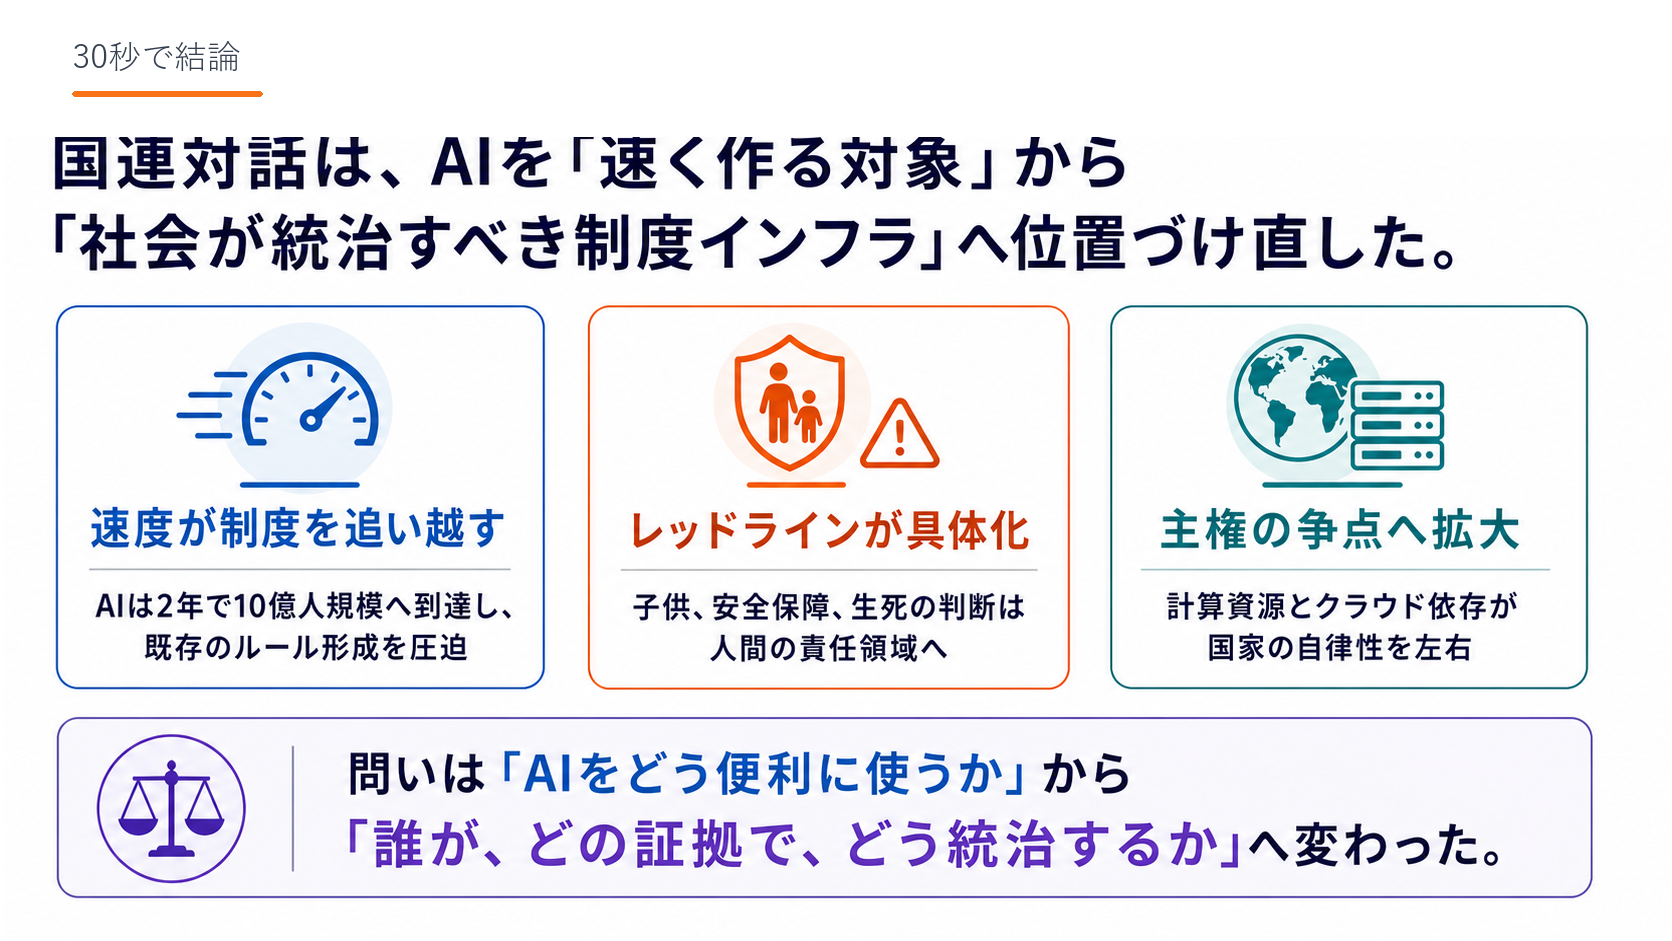 30秒で結論
国連対話は、AIを「速く作る対象」から
「社会が統治すべき制度インフラ」へ位置づけ直した。
速度が制度を追い越す
AIは2年で10億人規模へ到達し、
既存のルール形成を圧迫
レッドラインが具体化
子供、安全保障、生死の判断は
人間の責任領域へ
主権の争点へ拡大
計算資源とクラウド依存が
国家の自律性を左右
問いは「AIをどう便利に使うか」から
「誰が、どの証拠で、どう統治するか」へ変わった。